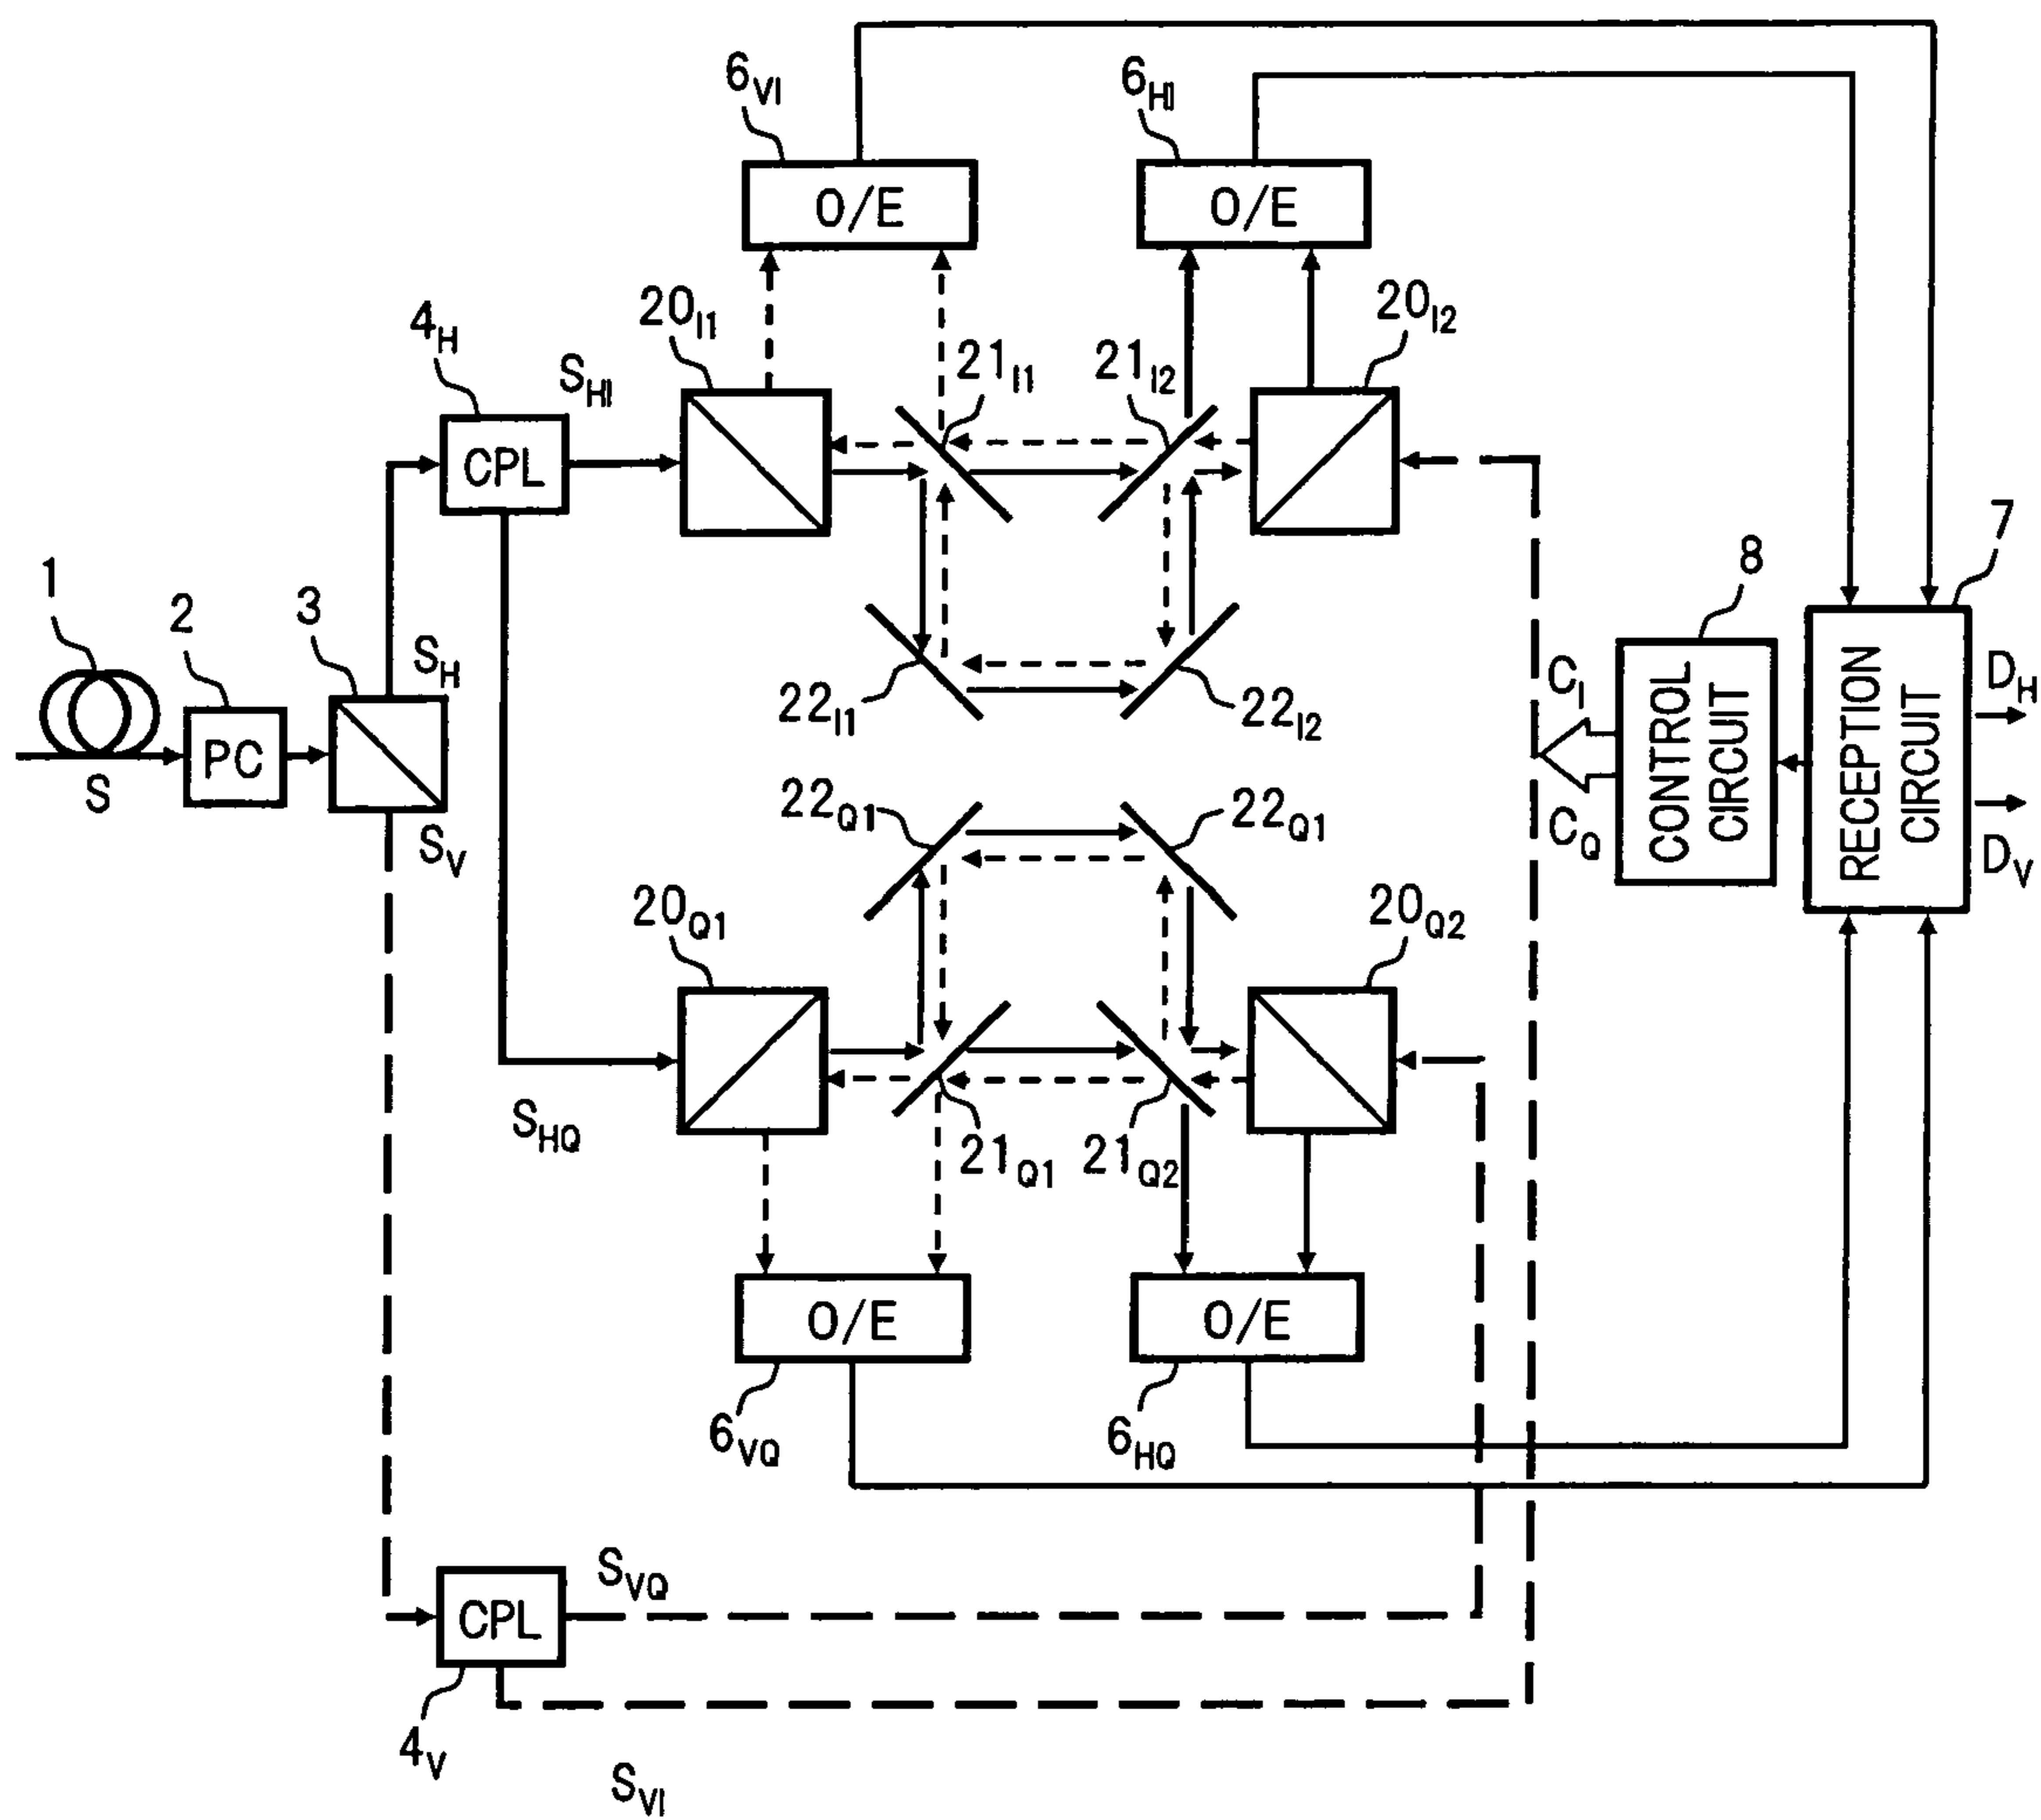 6VI
6HI
O/E
O/E
20I1
20I2
4H
SHI
21I1
21I2
CPL
1
2
3
SH
22I1
22I2
8
7
CI
DH
PC
S
CONTROL
CIRCUIT
RECEPTION
CIRCUIT
SV
22Q1
22Q1
CQ
DV
20Q1
20Q2
SHQ
21Q1
21Q2
O/E
O/E
6VQ
6HQ
SVQ
CPL
4V
SVI